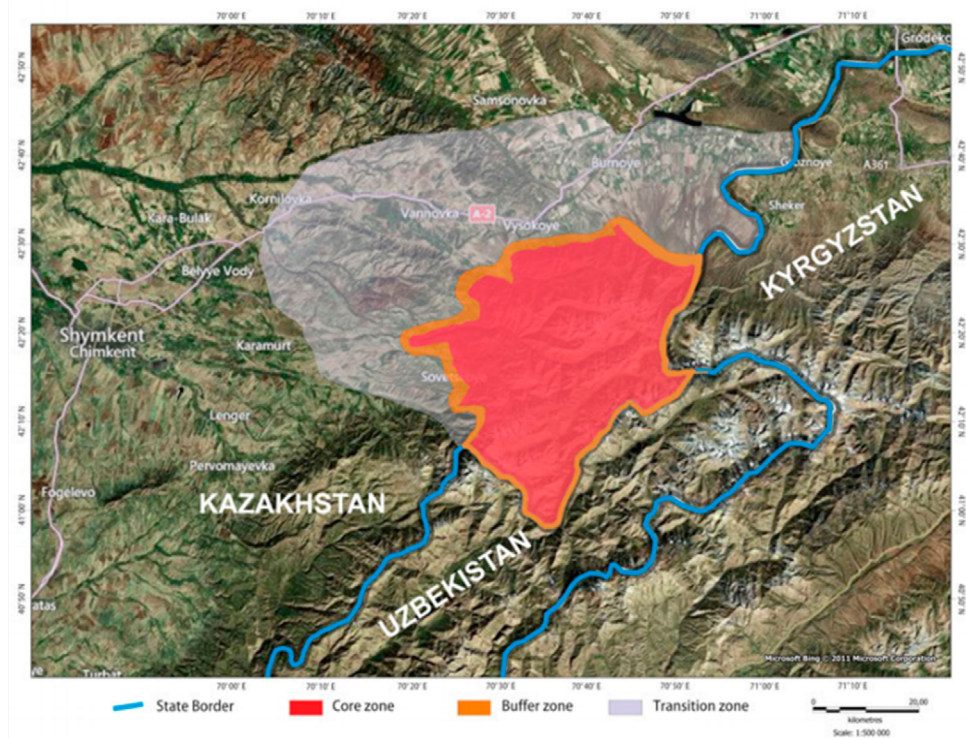 70°00' E 70°10' E 70°20' E 70°30' E 70°40' E 70°50' E 71°00' E 71°10' E
42°50' N
42°40' N
42°30' N
42°20' N
42°10' N
41°00' N
40°50' N
Grodeko
Samsonovka
Burnoye
Groznoye
A361
Kornilovka
Kara-Bulak
Vannovka
A-2
Vysokoye
Sheker
Belyye Vody
KYRGYZSTAN
Shymkent
Chimkent
Karamurt
Lenger
Pervomayevka
Fogelevo
KAZAKHSTAN
UZBEKISTAN
atas
Microsoft Bing © 2011 Microsoft Corporation
42°50' N
42°40' N
42°30' N
42°20' N
42°10' N
41°00' N
40°50' N
70°00' E 70°10' E 70°20' E 70°30' E 70°40' E 70°50' E 71°00' E 71°10' E
State Border
Core zone
Buffer zone
Transition zone
0 20,00
kilometres
Scale: 1:500 000